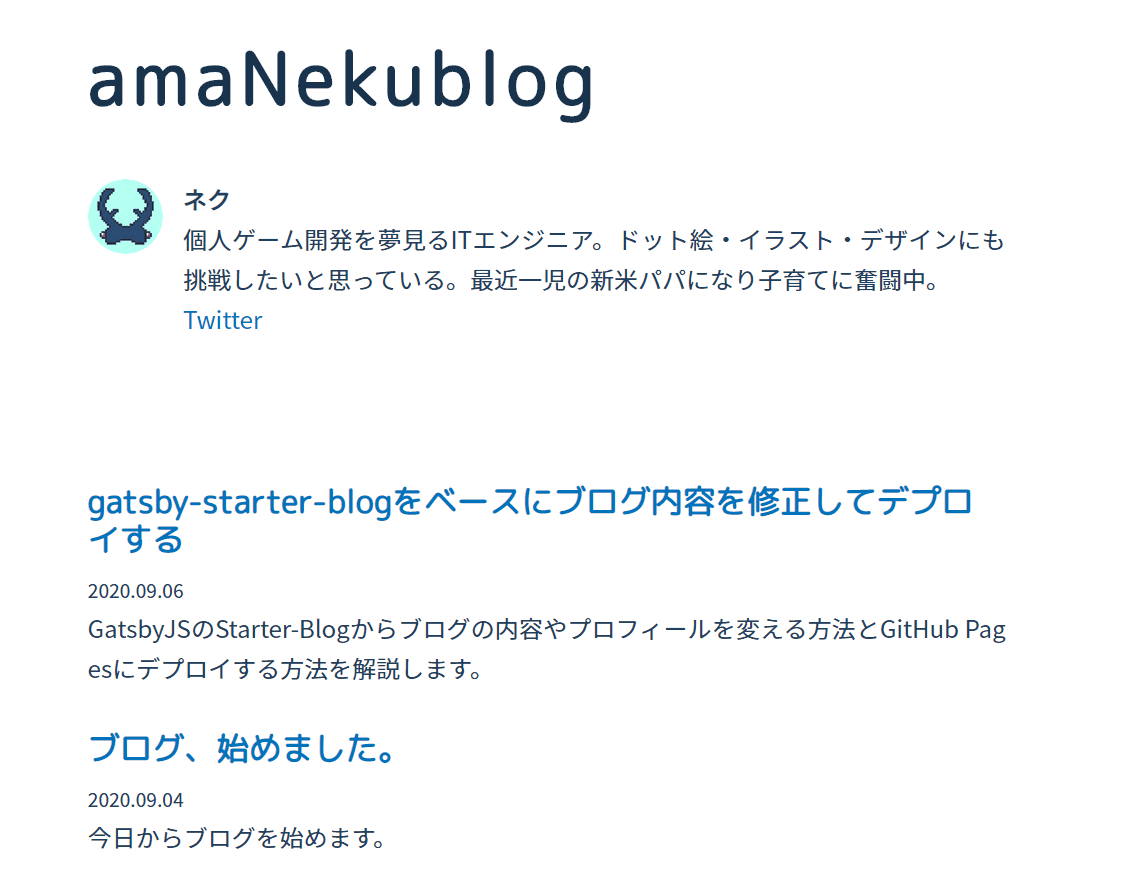 amaNekublog
ネク
個人ゲーム開発を夢見るITエンジニア。ドット絵・イラスト・デザインにも
挑戦したいと思っている。最近一児の新米パパになり子育てに奮闘中。
Twitter
gatsby-starter-blogをベースにブログ内容を修正してデプロ
イする
2020.09.06
GatsbyJSのStarter-Blogからブログの内容やプロフィールを変える方法とGitHub Pag
esにデプロイする方法を解説します。
ブログ、始めました。
2020.09.04
今日からブログを始めます。